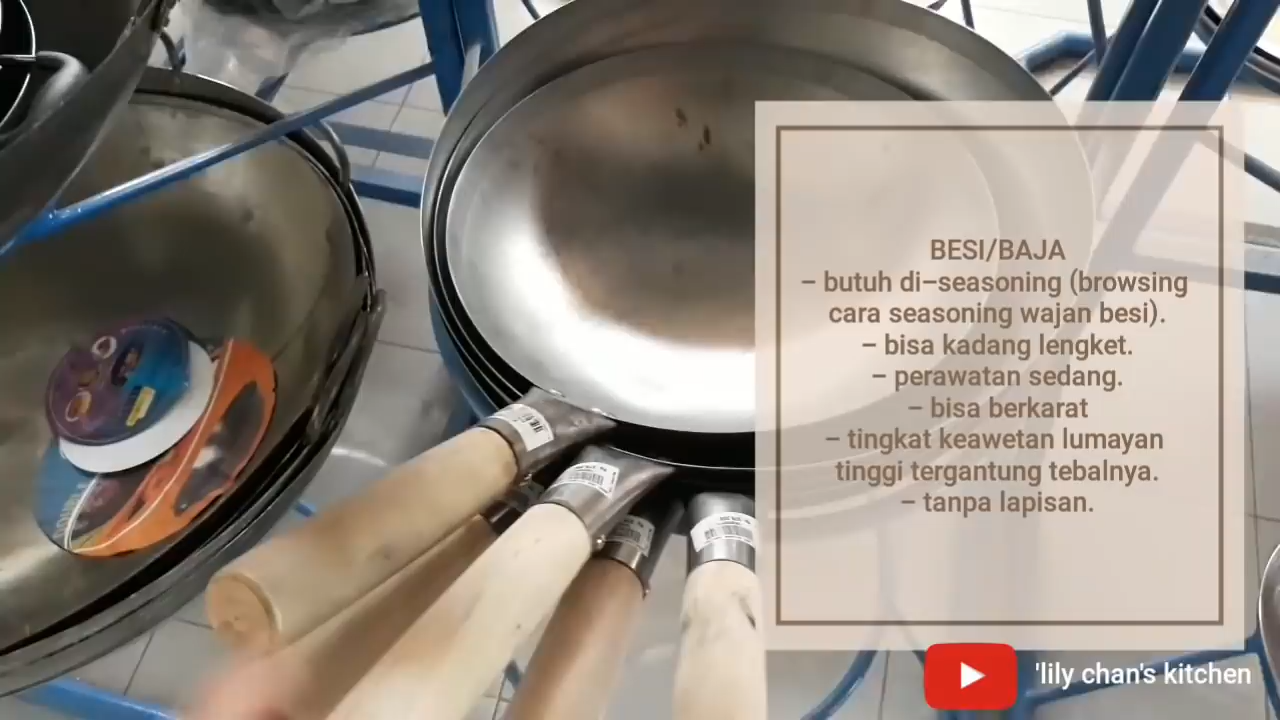 BESI/BAJA
– butuh di–seasoning (browsing
cara seasoning wajan besi).
– bisa kadang lengket.
– perawatan sedang.
– bisa berkarat
– tingkat keawetan lumayan
tinggi tergantung tebalnya.
– tanpa lapisan.
'lily chan's kitchen